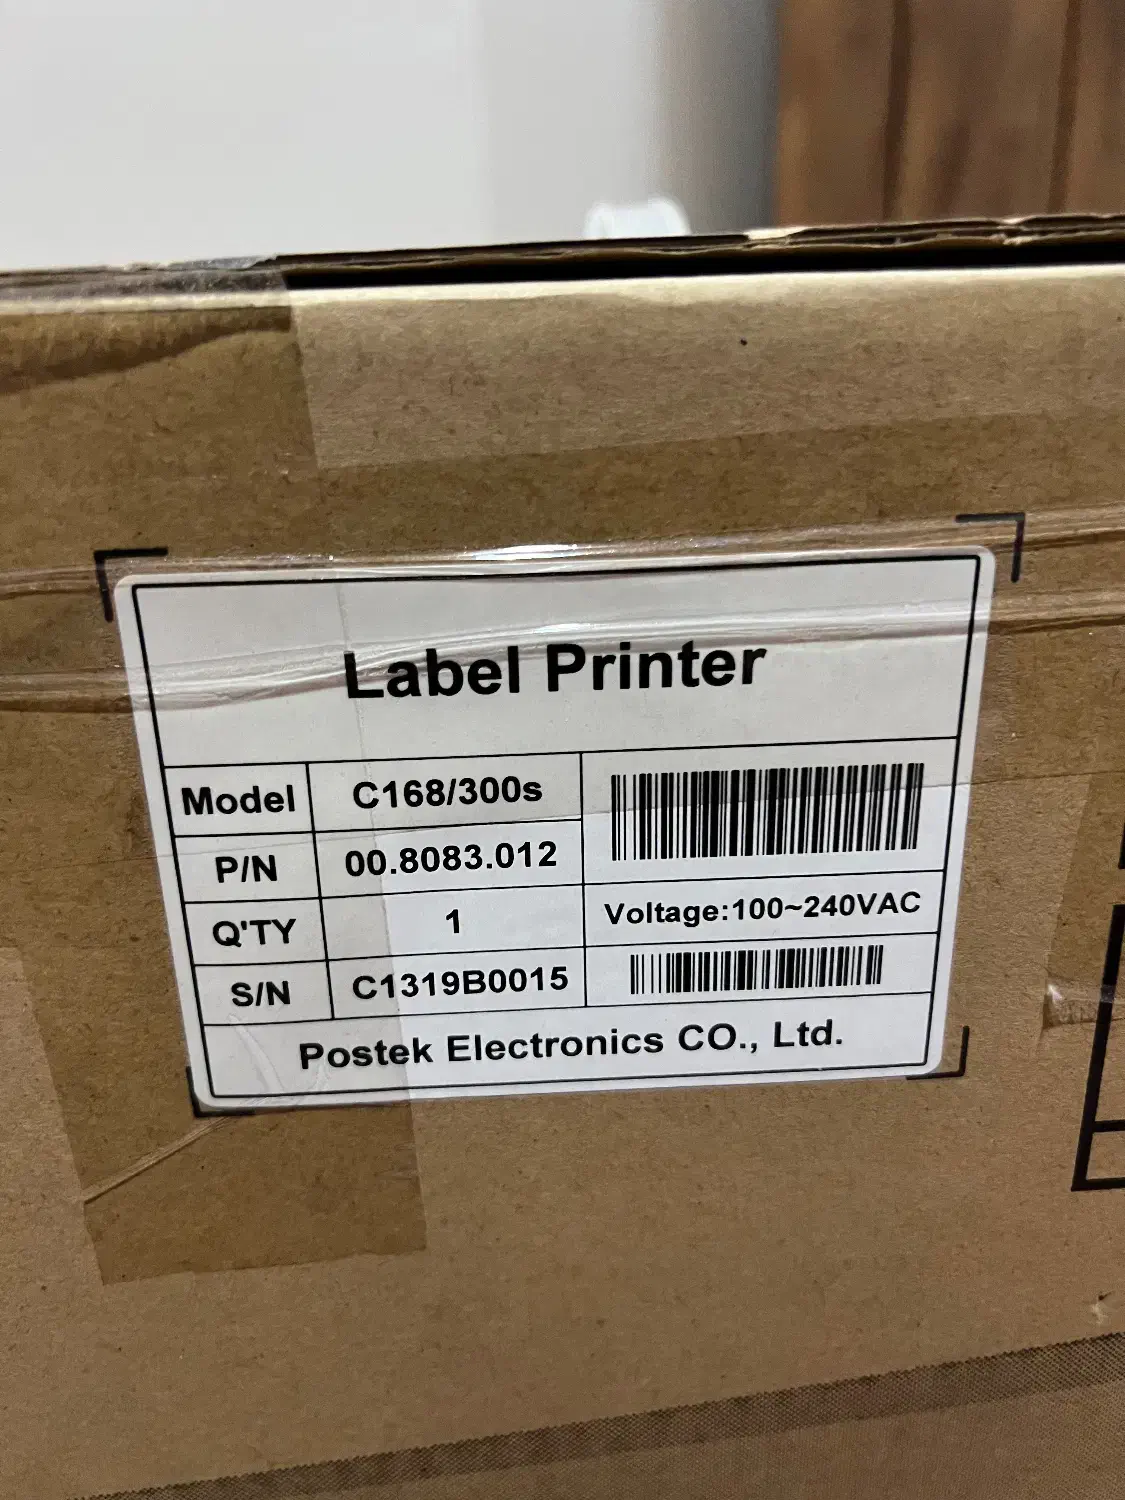 Label Printer
Model C168/300s
P/N 00.8083.012
Q'TY 1 Voltage:100~240VAC
S/N C1319B0015
Postek Electronics CO., Ltd.